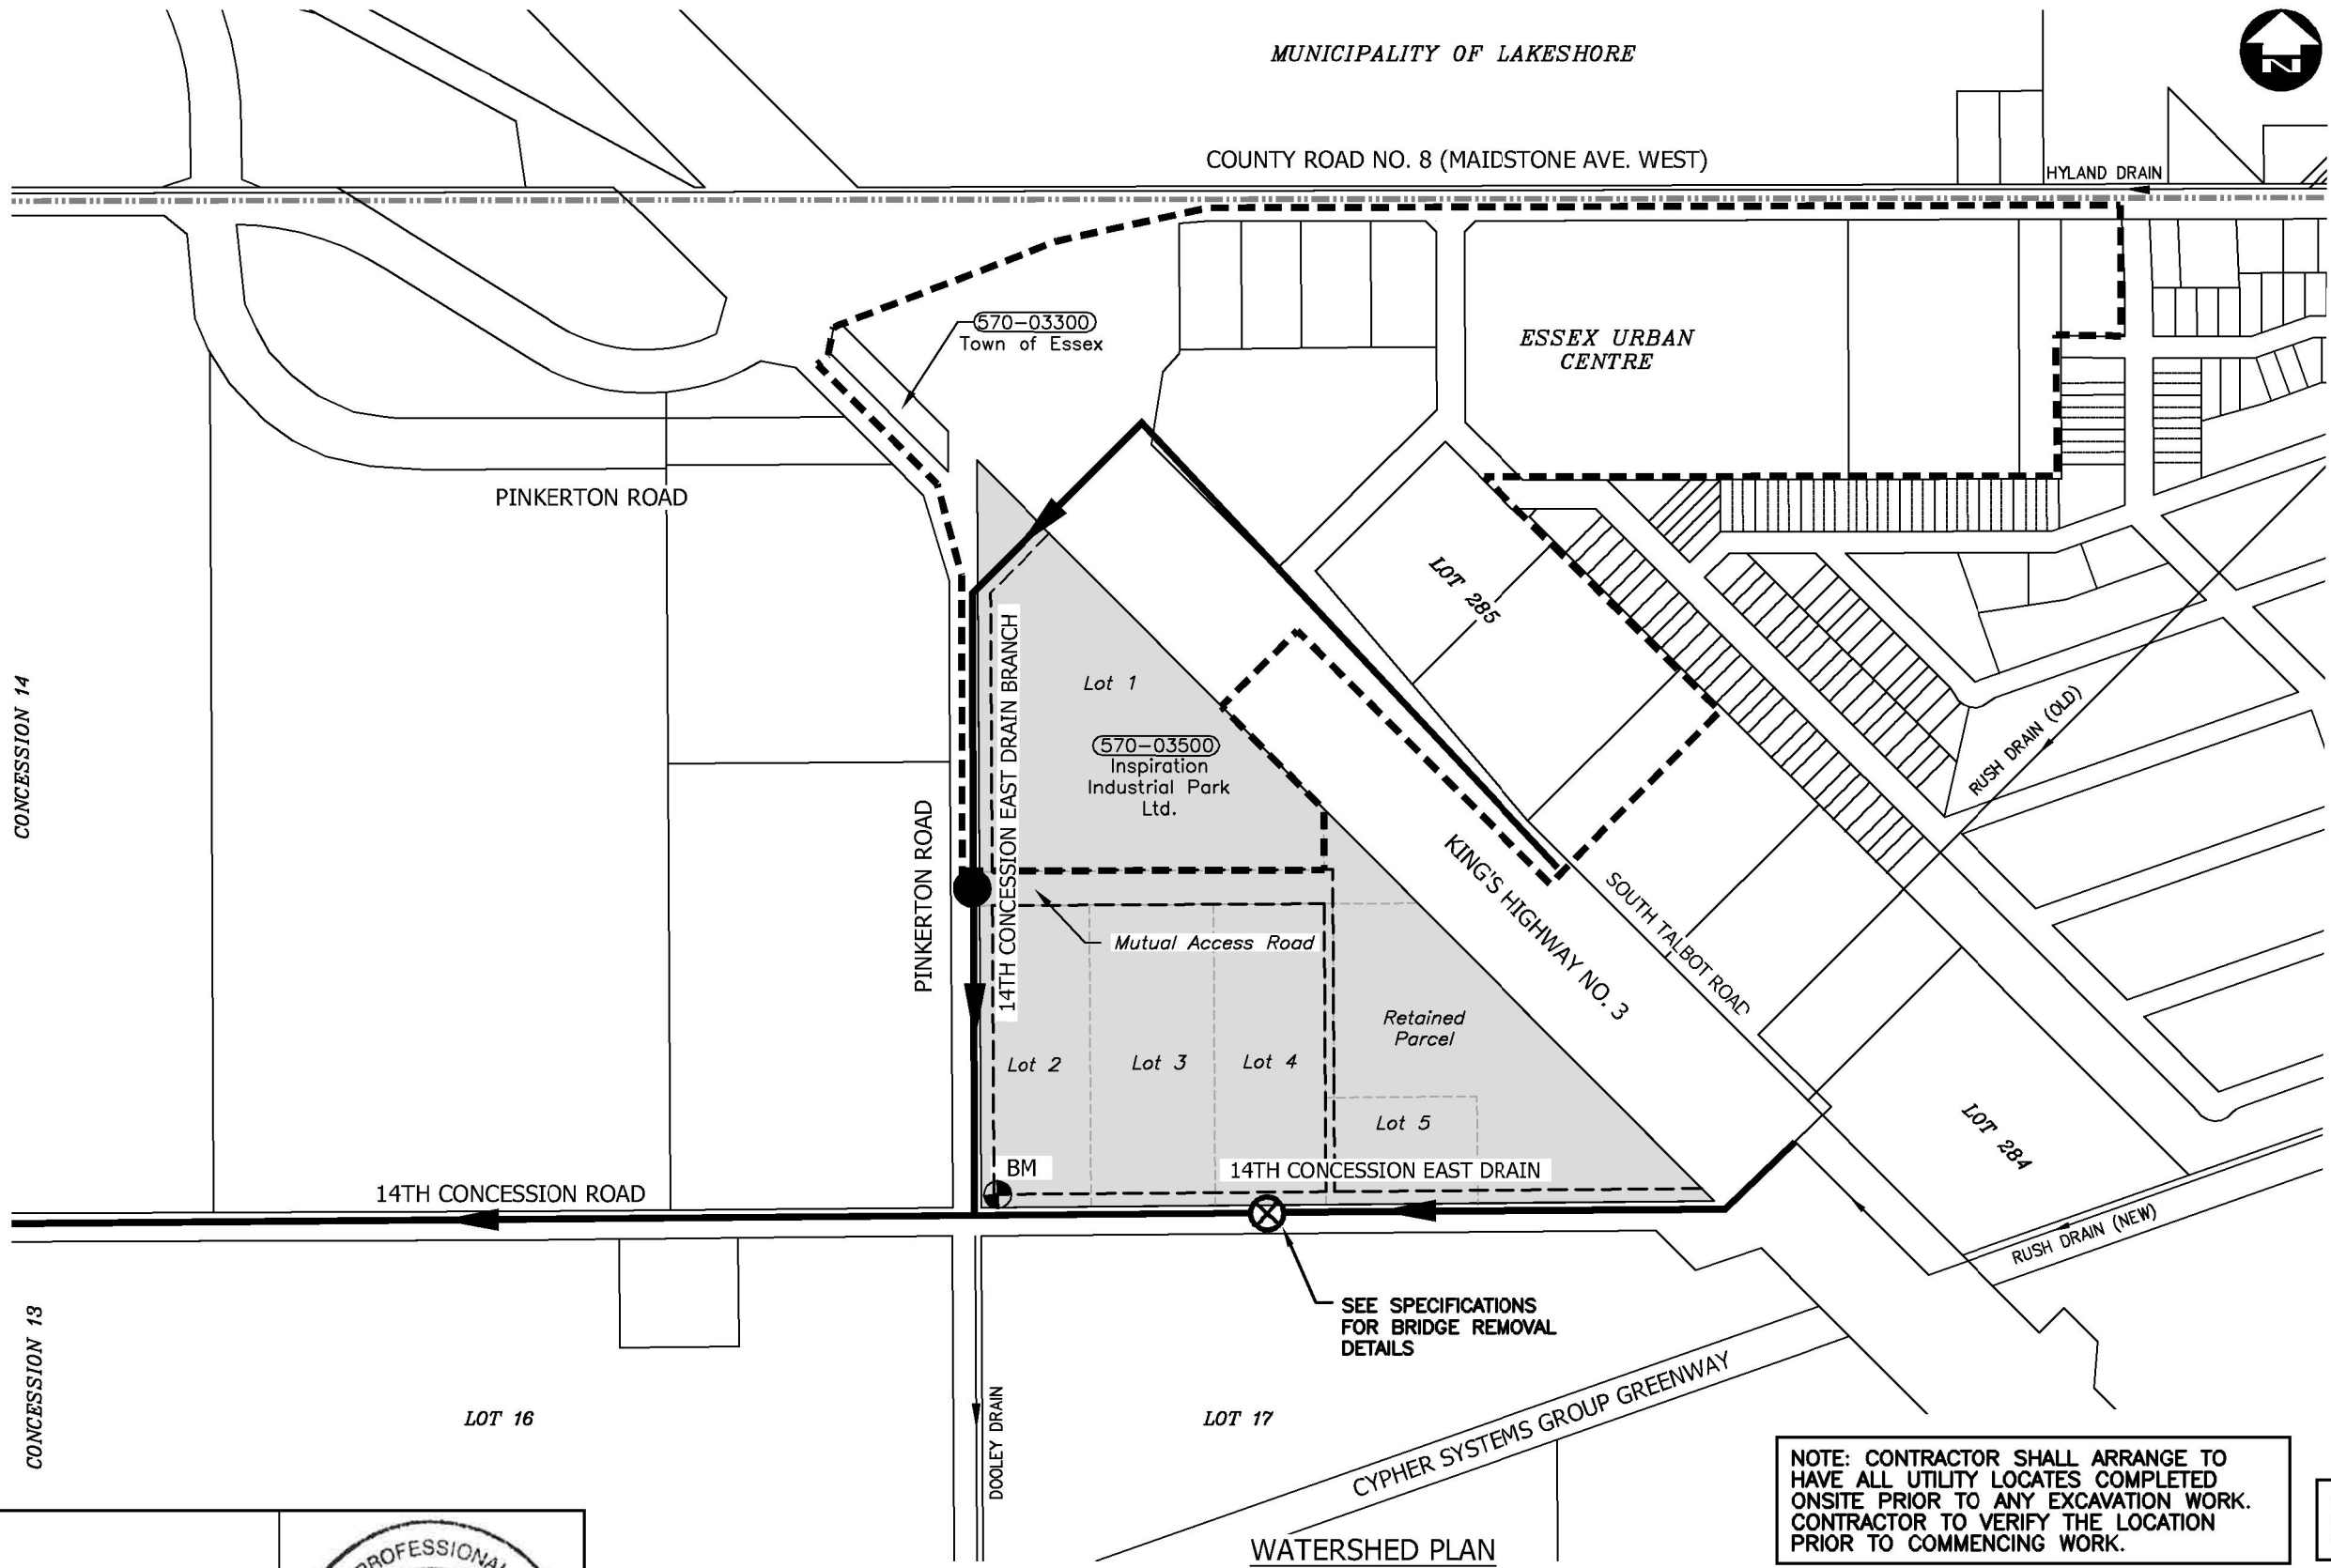 MUNICIPALITY OF LAKESHORE
N
COUNTY ROAD NO. 8 (MAIDSTONE AVE. WEST)
HYLAND DRAIN
570-03300
Town of Essex
ESSEX URBAN
CENTRE
PINKERTON ROAD
LOT 285
CONCESSION 14
14TH CONCESSION EAST DRAIN BRANCH
Lot 1
570-03500
Inspiration
Industrial Park
Ltd.
RUSH DRAIN (OLD)
PINKERTON ROAD
KING'S HIGHWAY NO. 3
SOUTH TALBOT ROAD
Mutual Access Road
Retained
Parcel
Lot 2
Lot 3
Lot 4
Lot 5
LOT 284
BM
14TH CONCESSION EAST DRAIN
14TH CONCESSION ROAD
RUSH DRAIN (NEW)
SEE SPECIFICATIONS
FOR BRIDGE REMOVAL
DETAILS
CONCESSION 13
LOT 16
DOOLEY DRAIN
LOT 17
CYPHER SYSTEMS GROUP GREENWAY
NOTE: CONTRACTOR SHALL ARRANGE TO
HAVE ALL UTILITY LOCATES COMPLETED
ONSITE PRIOR TO ANY EXCAVATION WORK.
CONTRACTOR TO VERIFY THE LOCATION
PRIOR TO COMMENCING WORK.
PROFESSIONAL
WATERSHED PLAN